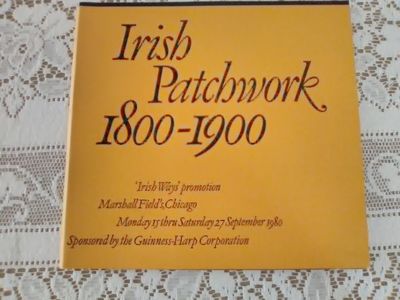 Irish
Patchwork
1800-1900
'Irish Ways' promotion
Marshall Field's, Chicago
Monday 15 thru Saturday 27 September 1980
Sponsored by the Guinness-Harp Corporation